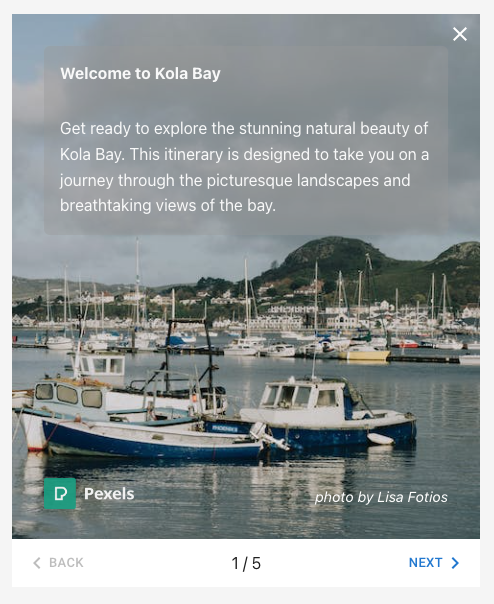 Welcome to Kola Bay
Get ready to explore the stunning natural beauty of
Kola Bay. This itinerary is designed to take you on a
journey through the picturesque landscapes and
breathtaking views of the bay.
Pexels
photo by Lisa Fotios
BACK
1 / 5
NEXT